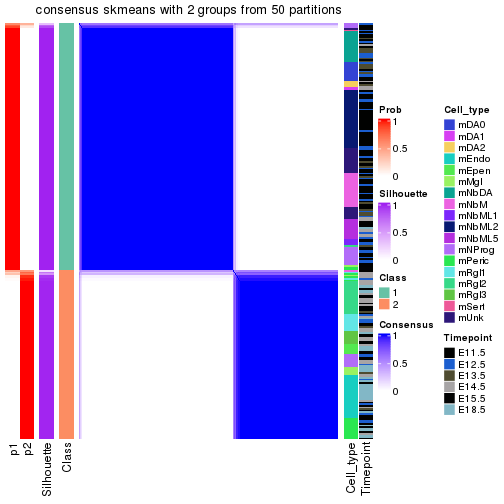 consensus skmeans with 2 groups from 50 partitions
Prob
1
0.5
0
Silhouette
1
0.5
0
Class
1
2
Consensus
1
0.5
0
Cell_type
mDA0
mDA1
mDA2
mEndo
mEpen
mMgl
mNbDA
mNbM
mNbML1
mNbML2
mNbML5
mNProg
mPeric
mRgl1
mRgl2
mRgl3
mSert
mUnk
Timepoint
E11.5
E12.5
E13.5
E14.5
E15.5
E18.5
p1
p2
Silhouette
Class
Cell_type
Timepoint